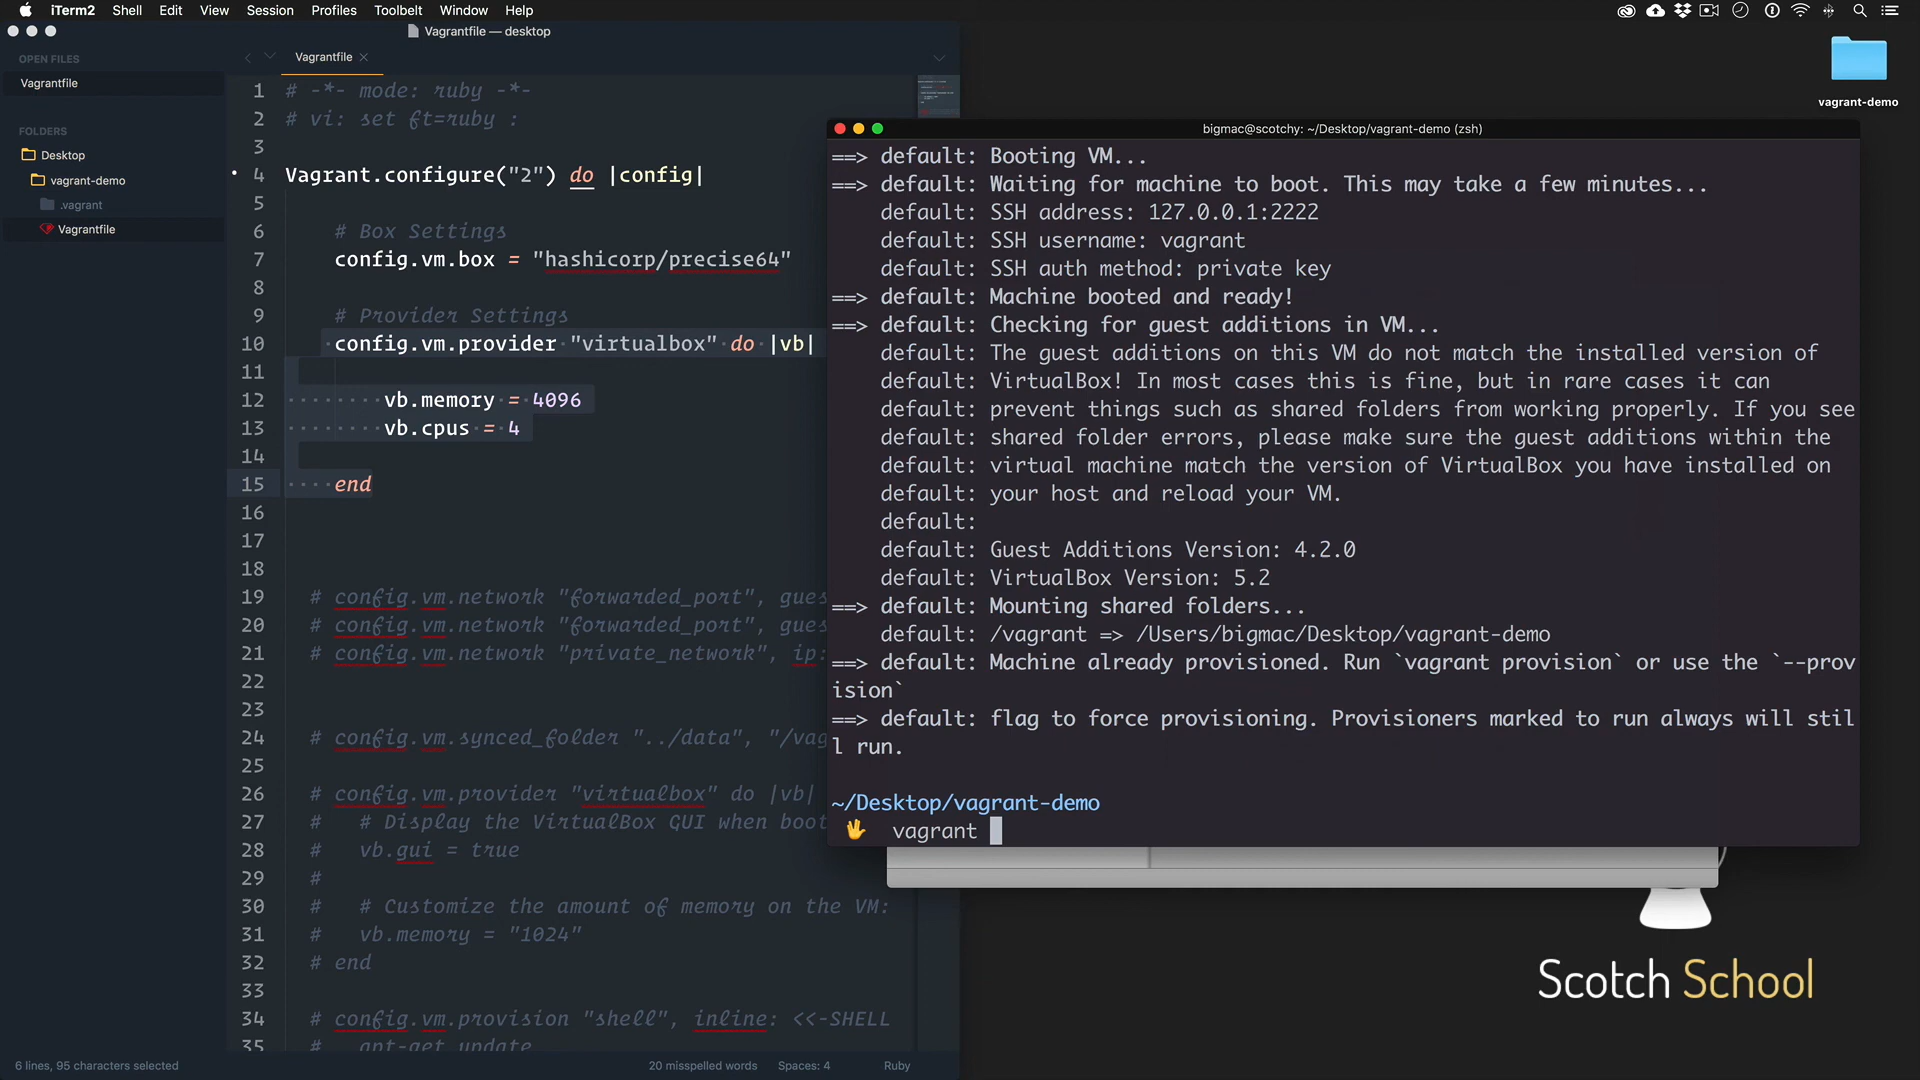 iTerm2 Shell Edit View Session Profiles Toolbelt Window Help
Vagrantfile — desktop
OPEN FILES
Vagrantfile
FOLDERS
Desktop
vagrant-demo
.vagrant
Vagrantfile
Vagrantfile
1 # -*- mode: ruby -*-
2 # vi: set ft=ruby :
3
4 Vagrant.configure("2") do |config|
5
6 # Box Settings
7 config.vm.box = "hashicorp/precise64"
8
9 # Provider Settings
10 config.vm.provider "virtualbox" do |vb|
11
12 vb.memory = 4096
13 vb.cpus = 4
14
15 end
16
17
18
19 # config.vm.network "forwarded_port", gues
20 # config.vm.network "forwarded_port", gues
21 # config.vm.network "private_network", ip:
22
23
24 # config.vm.synced_folder "../data", "/vag
25
26 # config.vm.provider "virtualbox" do |vb|
27 # # Display the VirtualBox GUI when boot
28 # vb.gui = true
29 #
30 # # Customize the amount of memory on the VM:
31 # vb.memory = "1024"
32 # end
33
34 # config.vm.provision "shell", inline: <<-SHELL
35 # apt-get update
6 lines, 95 characters selected
20 misspelled words
Spaces: 4
Ruby
bigmac@scotchy: ~/Desktop/vagrant-demo (zsh)
==> default: Booting VM...
==> default: Waiting for machine to boot. This may take a few minutes...
default: SSH address: 127.0.0.1:2222
default: SSH username: vagrant
default: SSH auth method: private key
==> default: Machine booted and ready!
==> default: Checking for guest additions in VM...
default: The guest additions on this VM do not match the installed version of
default: VirtualBox! In most cases this is fine, but in rare cases it can
default: prevent things such as shared folders from working properly. If you see
default: shared folder errors, please make sure the guest additions within the
default: virtual machine match the version of VirtualBox you have installed on
default: your host and reload your VM.
default:
default: Guest Additions Version: 4.2.0
default: VirtualBox Version: 5.2
==> default: Mounting shared folders...
default: /vagrant => /Users/bigmac/Desktop/vagrant-demo
==> default: Machine already provisioned. Run `vagrant provision` or use the `--prov
ision`
==> default: flag to force provisioning. Provisioners marked to run always will stil
l run.
~/Desktop/vagrant-demo
🖖 vagrant
vagrant-demo
Scotch School